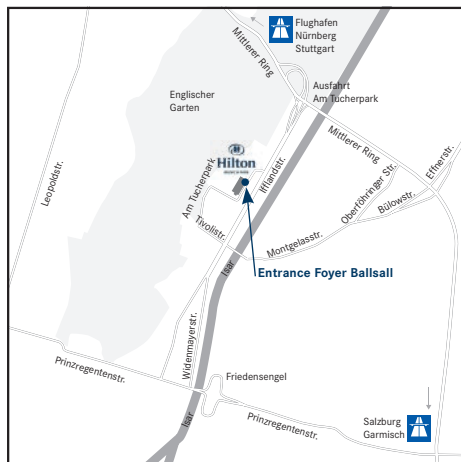 Flughafen
Nürnberg
Stuttgart
Mittlerer Ring
Ausfahrt
Am Tucherpark
Englischer
Garten
Mittlerer Ring
Hilton
Leopoldstr.
Am Tucherpark
Ifflandstr.
Effnerstr.
Oberföhringer Str.
Bülowstr.
Tivolistr.
Montgelasstr.
Isar
Entrance Foyer Ballsall
Widenmayerstr.
Prinzregentenstr.
Friedensengel
Isar
Prinzregentenstr.
Salzburg
Garmisch